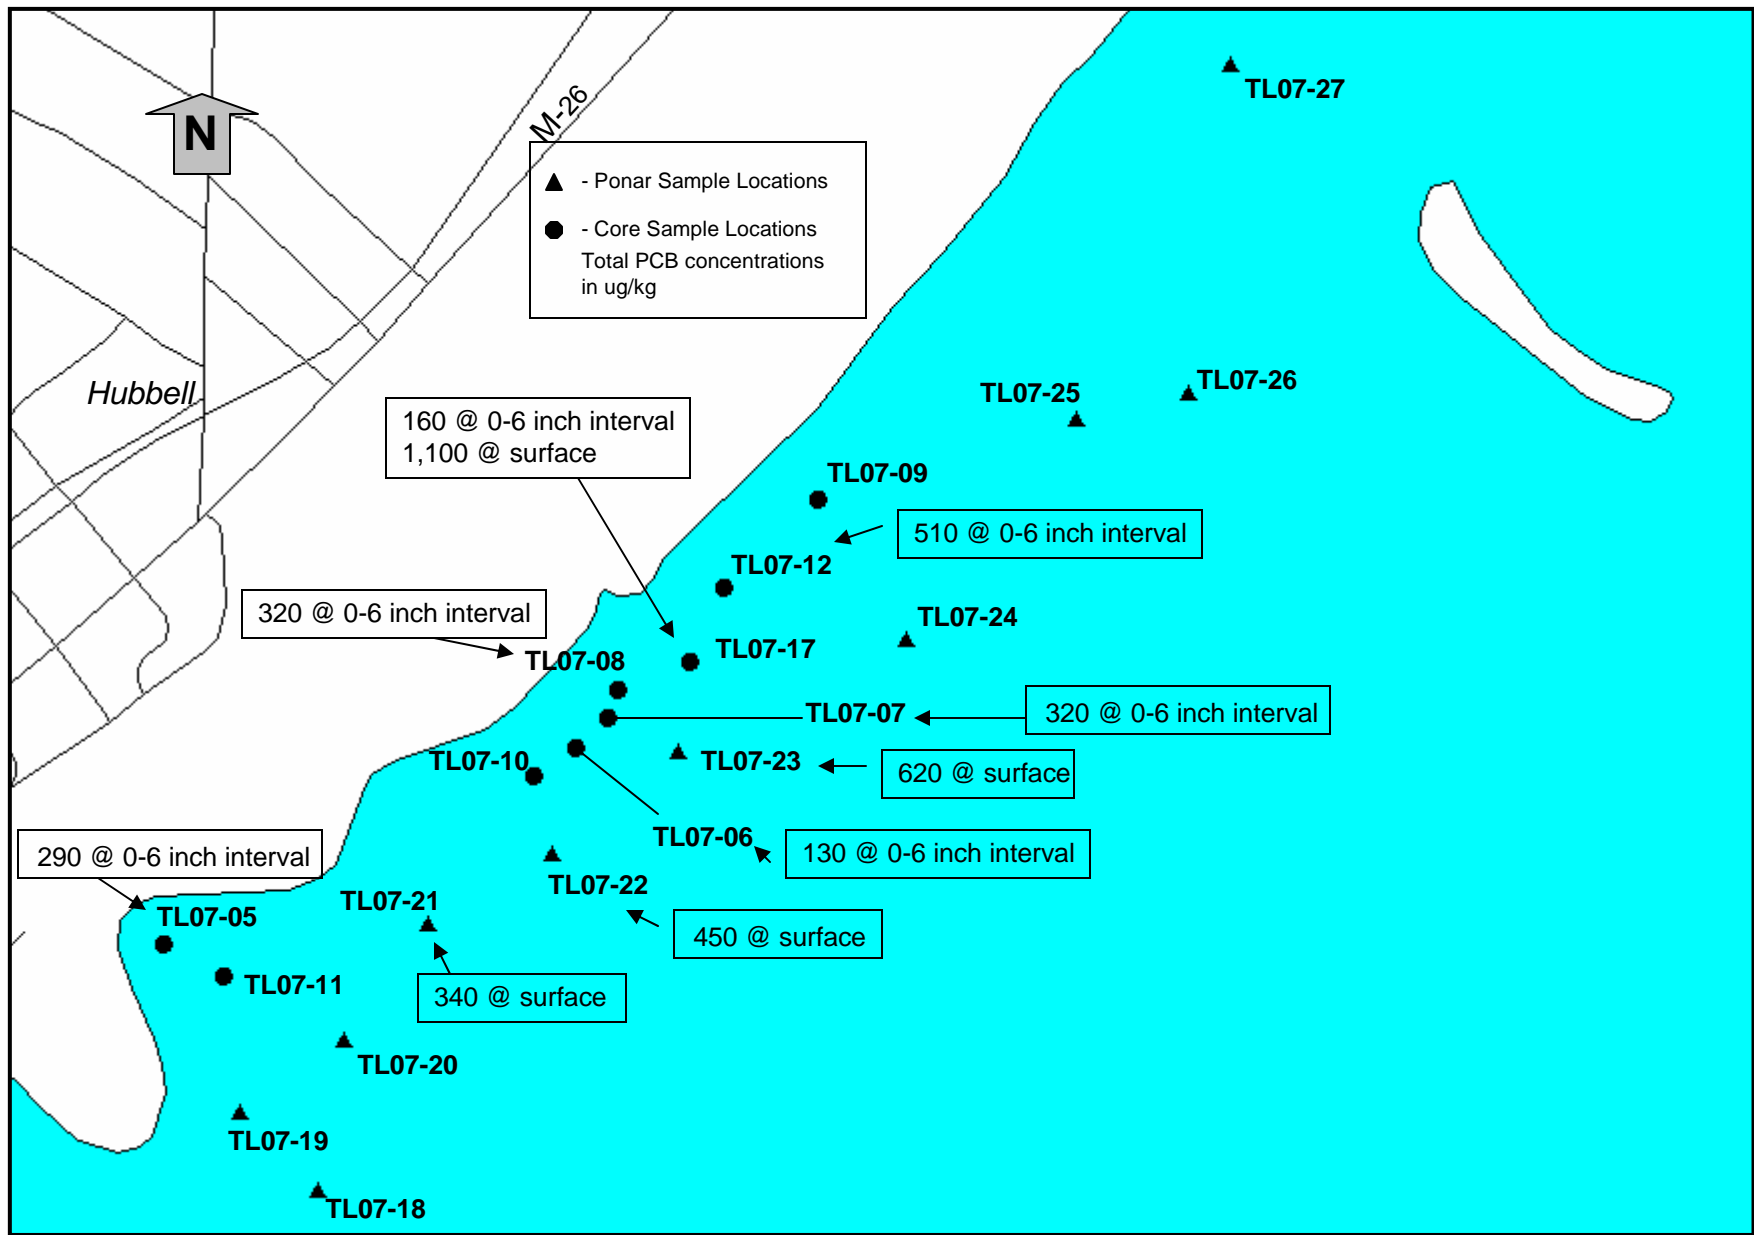 TL07-27
M-26
N
- Ponar Sample Locations
- Core Sample Locations
Total PCB concentrations
in ug/kg
Hubbell
TL07-25
TL07-26
160 @ 0-6 inch interval
1,100 @ surface
TL07-09
510 @ 0-6 inch interval
TL07-12
320 @ 0-6 inch interval
TL07-24
TL07-17
TL07-08
TL07-07
320 @ 0-6 inch interval
TL07-10
TL07-23
620 @ surface
TL07-06
130 @ 0-6 inch interval
290 @ 0-6 inch interval
TL07-22
TL07-21
TL07-05
450 @ surface
TL07-11
340 @ surface
TL07-20
TL07-19
TL07-18